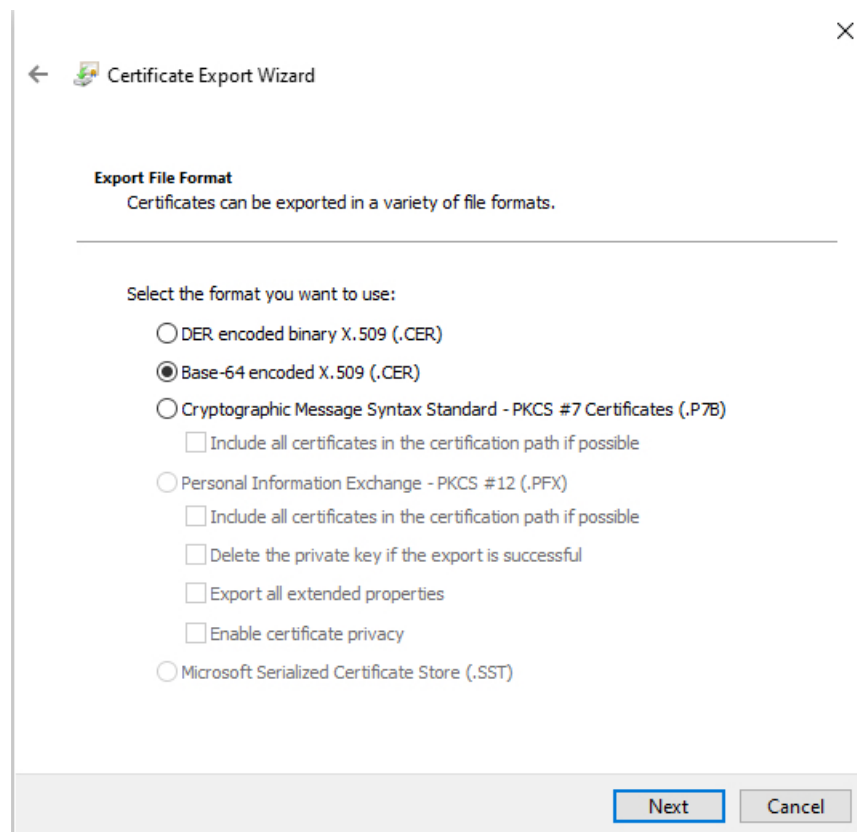 Certificate Export Wizard
Export File Format
Certificates can be exported in a variety of file formats.
Select the format you want to use:
DER encoded binary X.509 (.CER)
Base-64 encoded X.509 (.CER)
Cryptographic Message Syntax Standard - PKCS #7 Certificates (.P7B)
Include all certificates in the certification path if possible
Personal Information Exchange - PKCS #12 (.PFX)
Include all certificates in the certification path if possible
Delete the private key if the export is successful
Export all extended properties
Enable certificate privacy
Microsoft Serialized Certificate Store (.SST)
Next Cancel